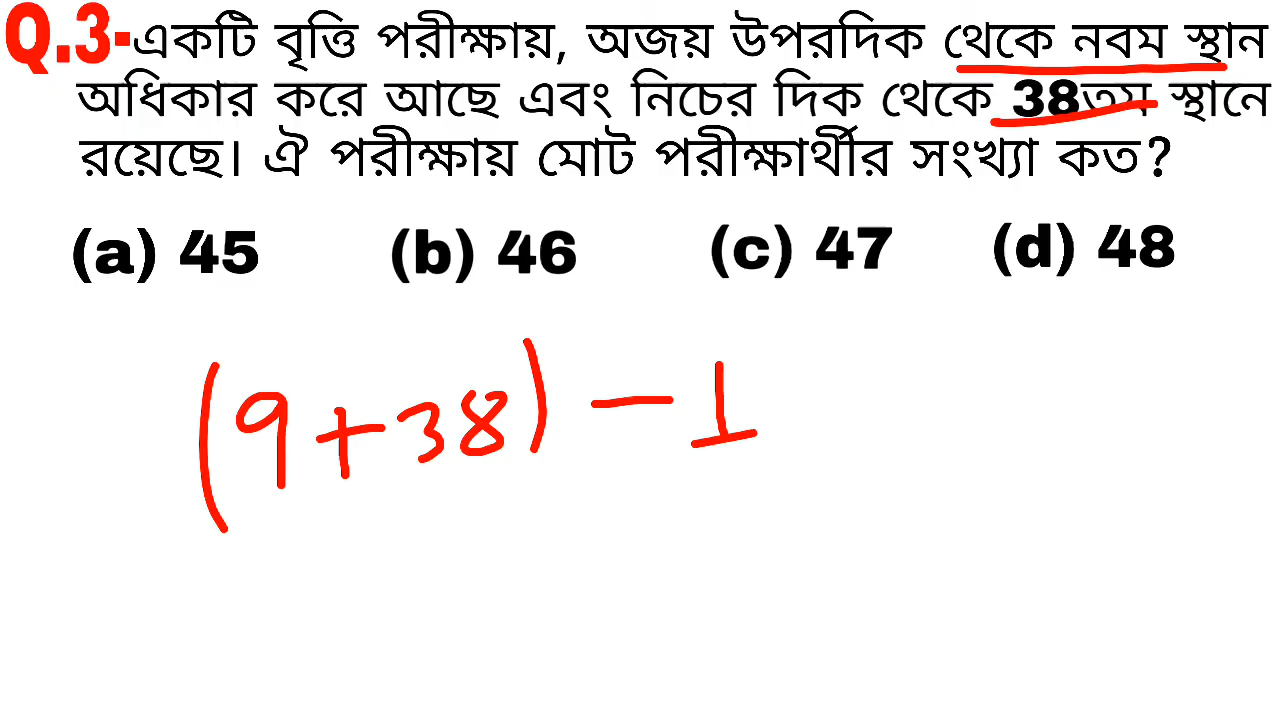 Q.3-একটি বৃত্তি পরীক্ষায়, অজয় উপরদিক থেকে নবম স্থান
অধিকার করে আছে এবং নিচের দিক থেকে 38তম স্থানে
রয়েছে। ঐ পরীক্ষায় মোট পরীক্ষার্থীর সংখ্যা কত?
(a) 45 (b) 46 (c) 47 (d) 48
(9+38) - 1